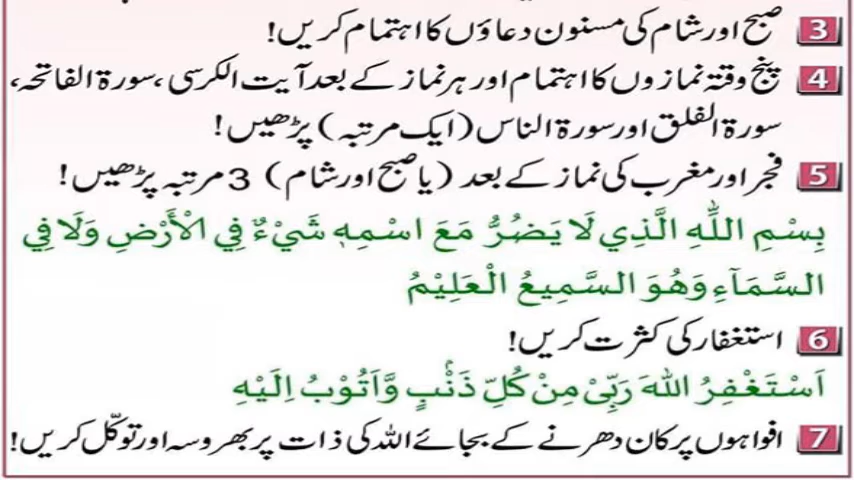 3 صبح اور شام کی مسنون دعاؤں کا اہتمام کریں!
4 پنج وقتہ نمازوں کا اہتمام اور ہر نماز کے بعد آیت الکرسی، سورۃ الفاتحہ،
سورۃ الفلق اور سورۃ الناس (ایک مرتبہ) پڑھیں!
5 فجر اور مغرب کی نماز کے بعد (یا صبح اور شام) 3 مرتبہ پڑھیں!
بِسْمِ اللّٰهِ الَّذِي لَا يَضُرُّ مَعَ اسْمِهٖ شَيْءٌ فِي الْأَرْضِ وَلَا فِي
السَّمَآءِ وَهُوَ السَّمِيعُ الْعَلِيْمُ
6 استغفار کی کثرت کریں!
اَسْتَغْفِرُ اللّٰهَ رَبِّىْ مِنْ كُلِّ ذَنْۢبٍ وَّاَتُوْبُ اِلَيْهِ
7 افواہوں پر کان دھرنے کے بجائے اللہ کی ذات پر بھروسہ اور توکّل کریں!